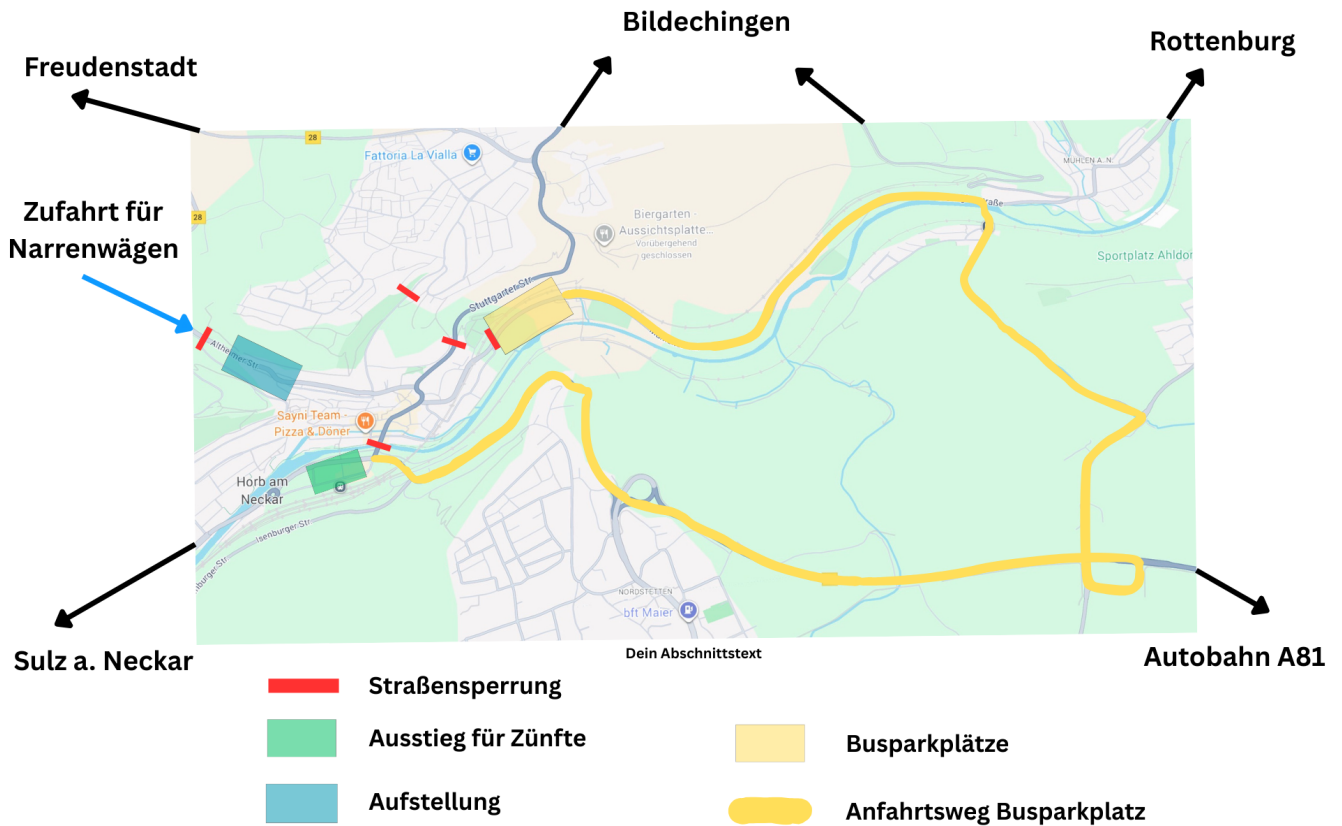 Bildechingen
Rottenburg
Freudenstadt
28
Fattoria La Vialla
MÜHLEN A. N.
Zufahrt für
Narrenwägen
28
Biergarten -
Aussichtsplatte...
Vorübergehend
geschlossen
Sportplatz Ahldor
Stuttgarter Str.
Altheimer Str.
Sayni Team -
Pizza & Döner
Horb am
Neckar
Isenburger Str.
NORDSTETTEN
bft Maier
Sulz a. Neckar
Dein Abschnittstext
Autobahn A81
Straßensperrung
Ausstieg für Zünfte
Busparkplätze
Aufstellung
Anfahrtsweg Busparkplatz